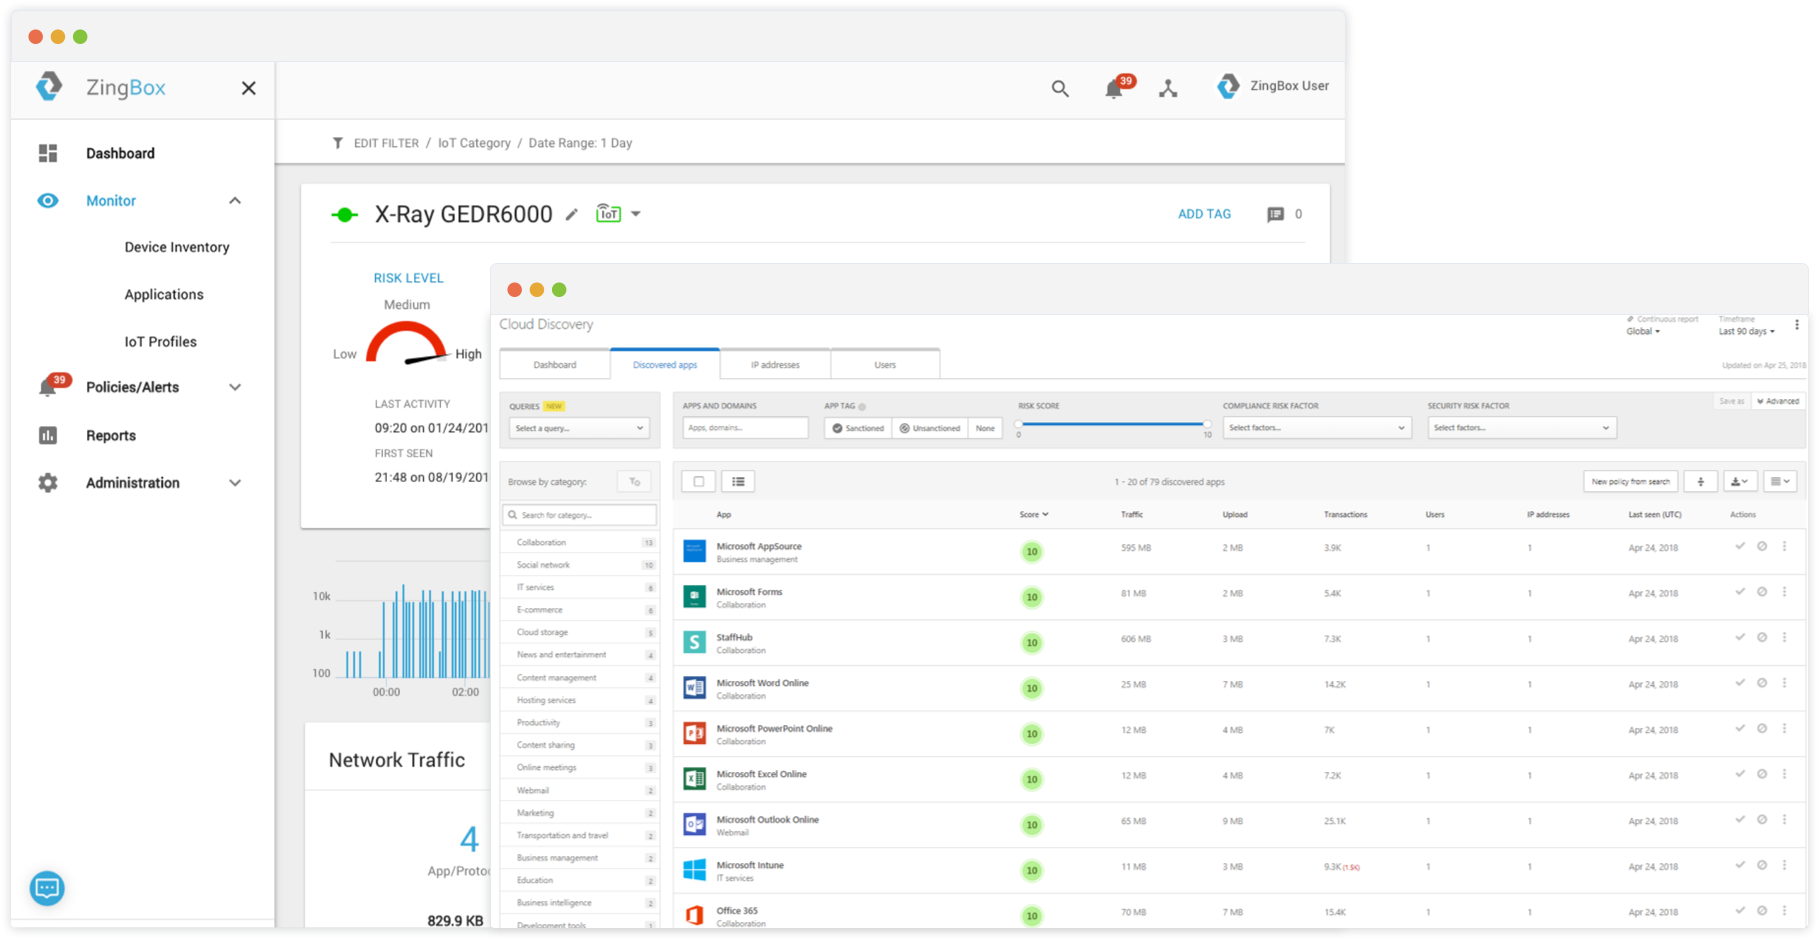 ZingBox
39
ZingBox User
EDIT FILTER / IoT Category / Date Range: 1 Day
Dashboard
Monitor
Device Inventory
Applications
IoT Profiles
39
Policies/Alerts
Reports
Administration
X-Ray GEDR6000
IoT
ADD TAG
0
RISK LEVEL
Medium
Low
High
LAST ACTIVITY
09:20 on 01/24/201
FIRST SEEN
21:48 on 08/19/201
10k
1k
100
00:00 02:00
Network Traffic
4
App/Protoc
829.9 KB
Cloud Discovery
Continuous report
Global
Timeframe
Last 90 days
Dashboard Discovered apps IP addresses Users
Updated on Apr 25, 2018
QUERIES NEW
Select a query...
APPS AND DOMAINS
Apps, domains...
APP TAG
Sanctioned Unsanctioned None
RISK SCORE
0 10
COMPLIANCE RISK FACTOR
Select factors...
SECURITY RISK FACTOR
Select factors...
Save as Advanced
Browse by category:
Search for category...
Collaboration 13
Social network 10
IT services 6
E-commerce 6
Cloud storage 5
News and entertainment 4
Content management 4
Hosting services 4
Productivity 3
Content sharing 3
Online meetings 3
Webmail 2
Marketing 2
Transportation and travel 2
Business management 2
Education 2
Business intelligence 2
Development tools 1
1 - 20 of 79 discovered apps
New policy from search
App Score Traffic Upload Transactions Users IP addresses Last seen (UTC) Actions
Microsoft AppSource 10 595 MB 2 MB 3.9K 1 1 Apr 24, 2018
Business management
Microsoft Forms 10 81 MB 2 MB 5.4K 1 1 Apr 24, 2018
Collaboration
S StaffHub 10 606 MB 3 MB 7.3K 1 1 Apr 24, 2018
Collaboration
Microsoft Word Online 10 25 MB 7 MB 14.2K 1 1 Apr 24, 2018
Collaboration
Microsoft PowerPoint Online 10 12 MB 4 MB 7K 1 1 Apr 24, 2018
Collaboration
Microsoft Excel Online 10 12 MB 4 MB 7.2K 1 1 Apr 24, 2018
Collaboration
Microsoft Outlook Online 10 65 MB 9 MB 25.1K 1 1 Apr 24, 2018
Webmail
Microsoft Intune 10 11 MB 3 MB 9.3K (1.5K) 1 1 Apr 24, 2018
IT services
Office 365 10 70 MB 7 MB 15.4K 1 1 Apr 24, 2018
Collaboration